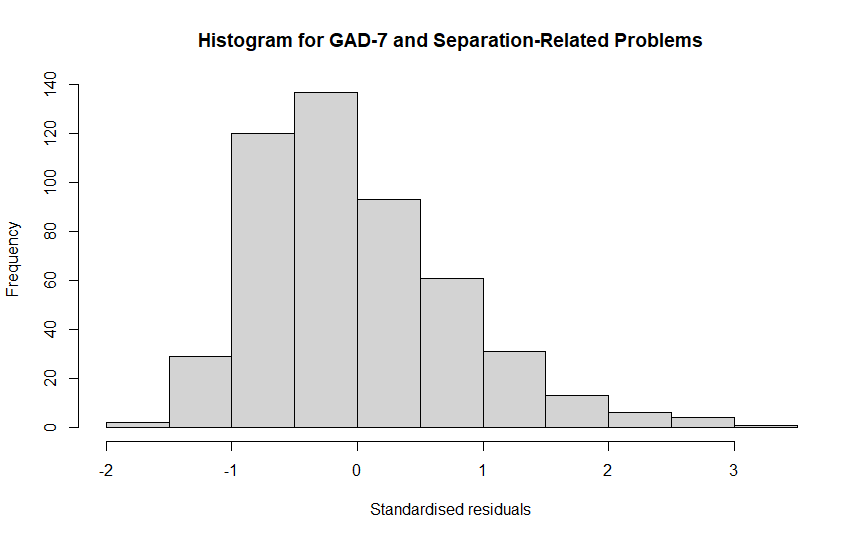 Histogram for GAD-7 and Separation-Related Problems
Frequency
140
120
100
80
60
40
20
0
-2 -1 0 1 2 3
Standardised residuals